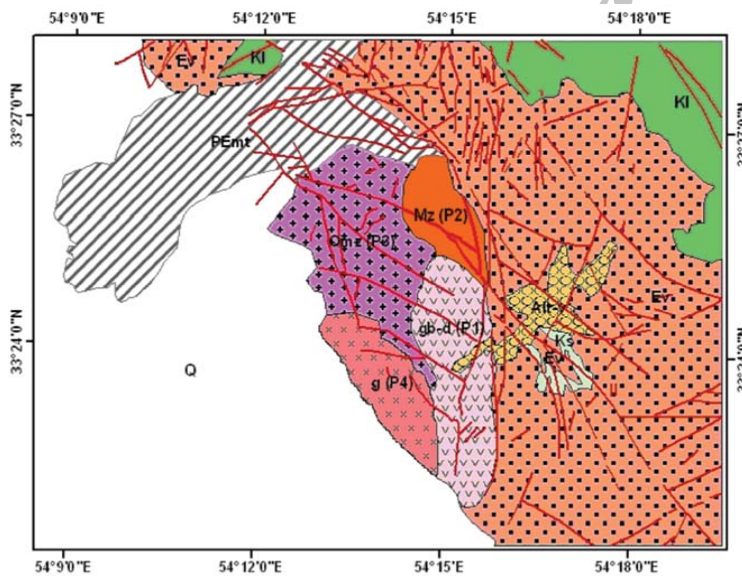 54°9'0"E 54°12'0"E 54°15'0"E 54°18'0"E
Ev Kl
Kl
33°27'0"N
PEmt
Mz (P2)
Qmz (P3)
Ev
Alt-v
gb-d (P1)
Ks
Ev
33°24'0"N
Q
g (P4)
54°9'0"E 54°12'0"E 54°15'0"E 54°18'0"E